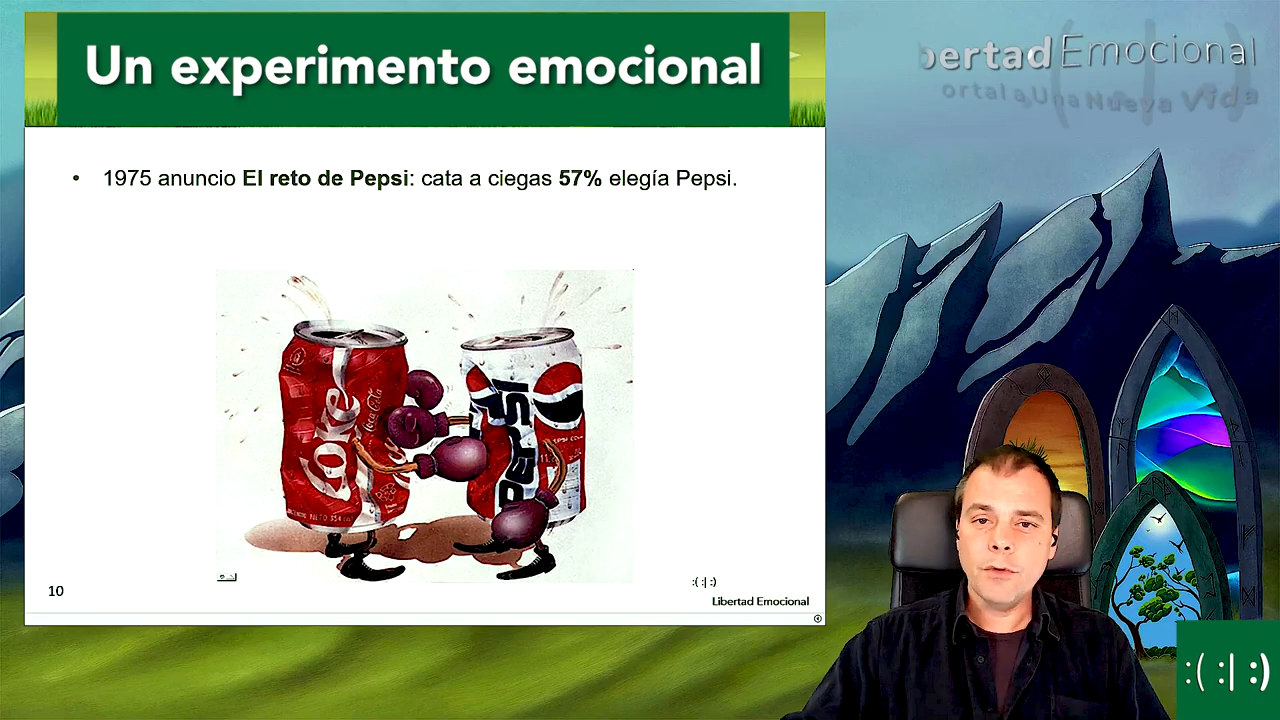 Un experimento emocional
bertad Emocional
ortal a Una Nueva Vida
• 1975 anuncio El reto de Pepsi: cata a ciegas 57% elegía Pepsi.
Coke
Coca-Cola
PEPSI
10
:( :| :)
Libertad Emocional
:( :| :)